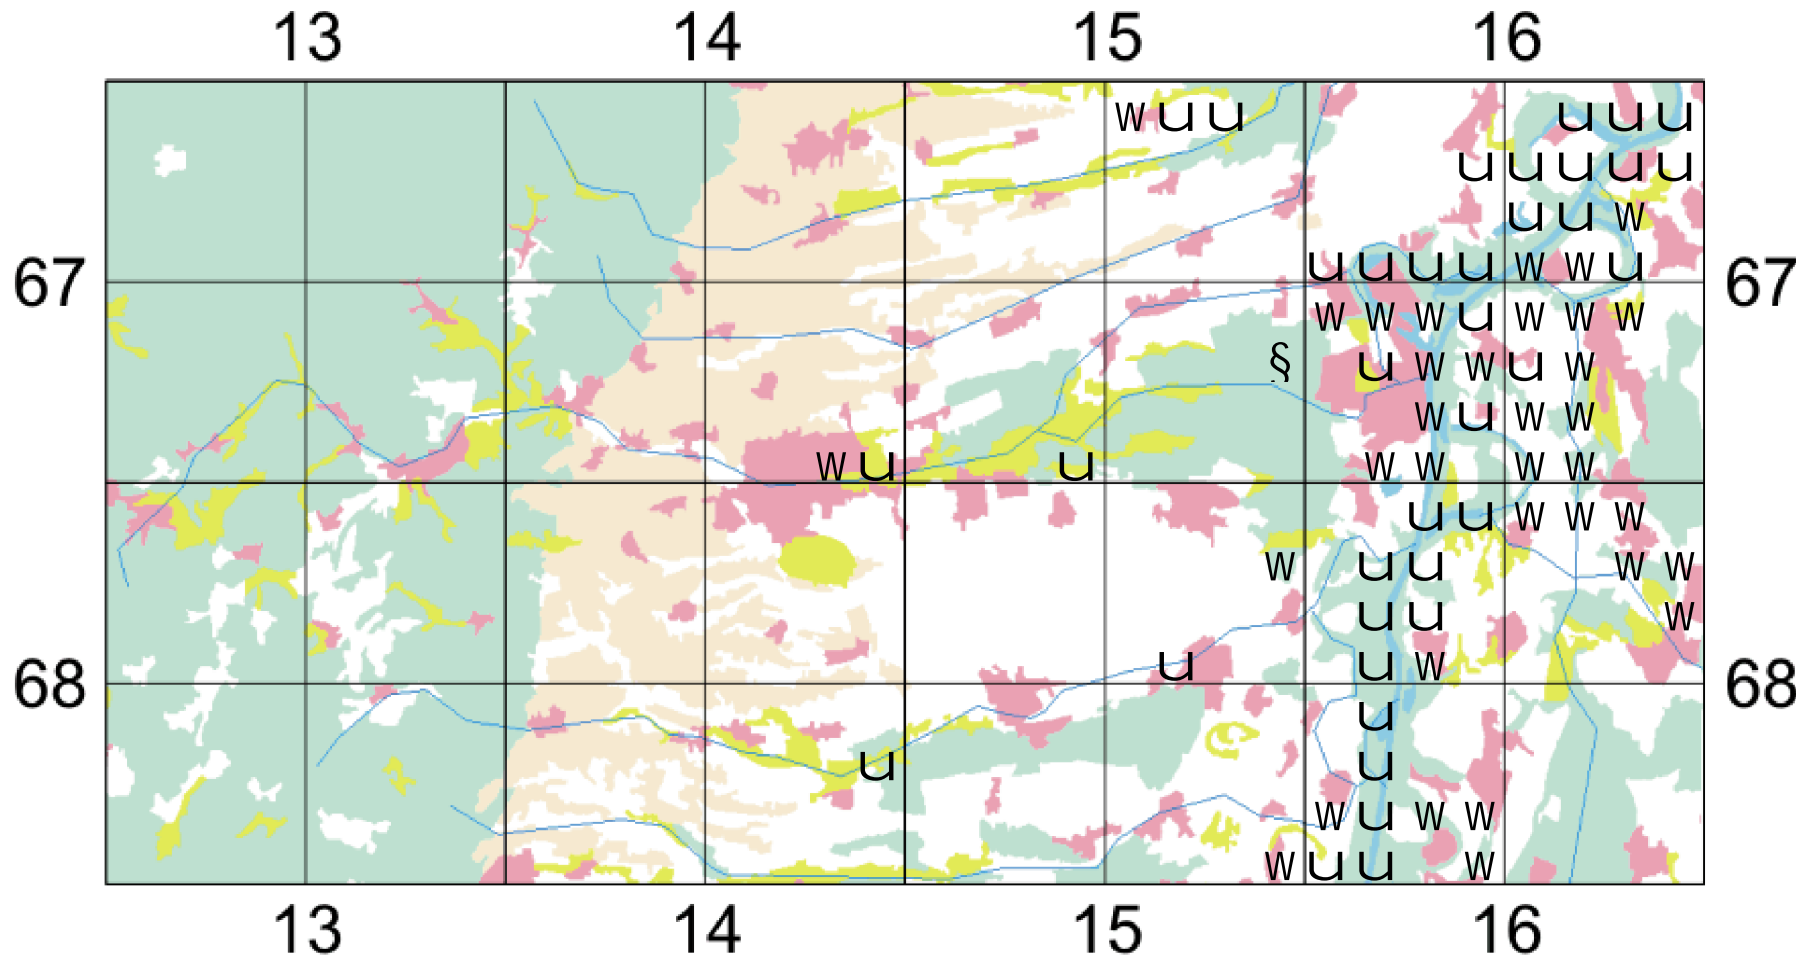 13 14 15 16
w u u u u u
u u u u u
u u w
67 u u u u w w u 67
w w w u w w w
§ u w w u w
w u w w
w u u w w w w
u u w w w
w u u w w
u u w
u u w
68 68
u
u u
w u w w
w u u w
13 14 15 16